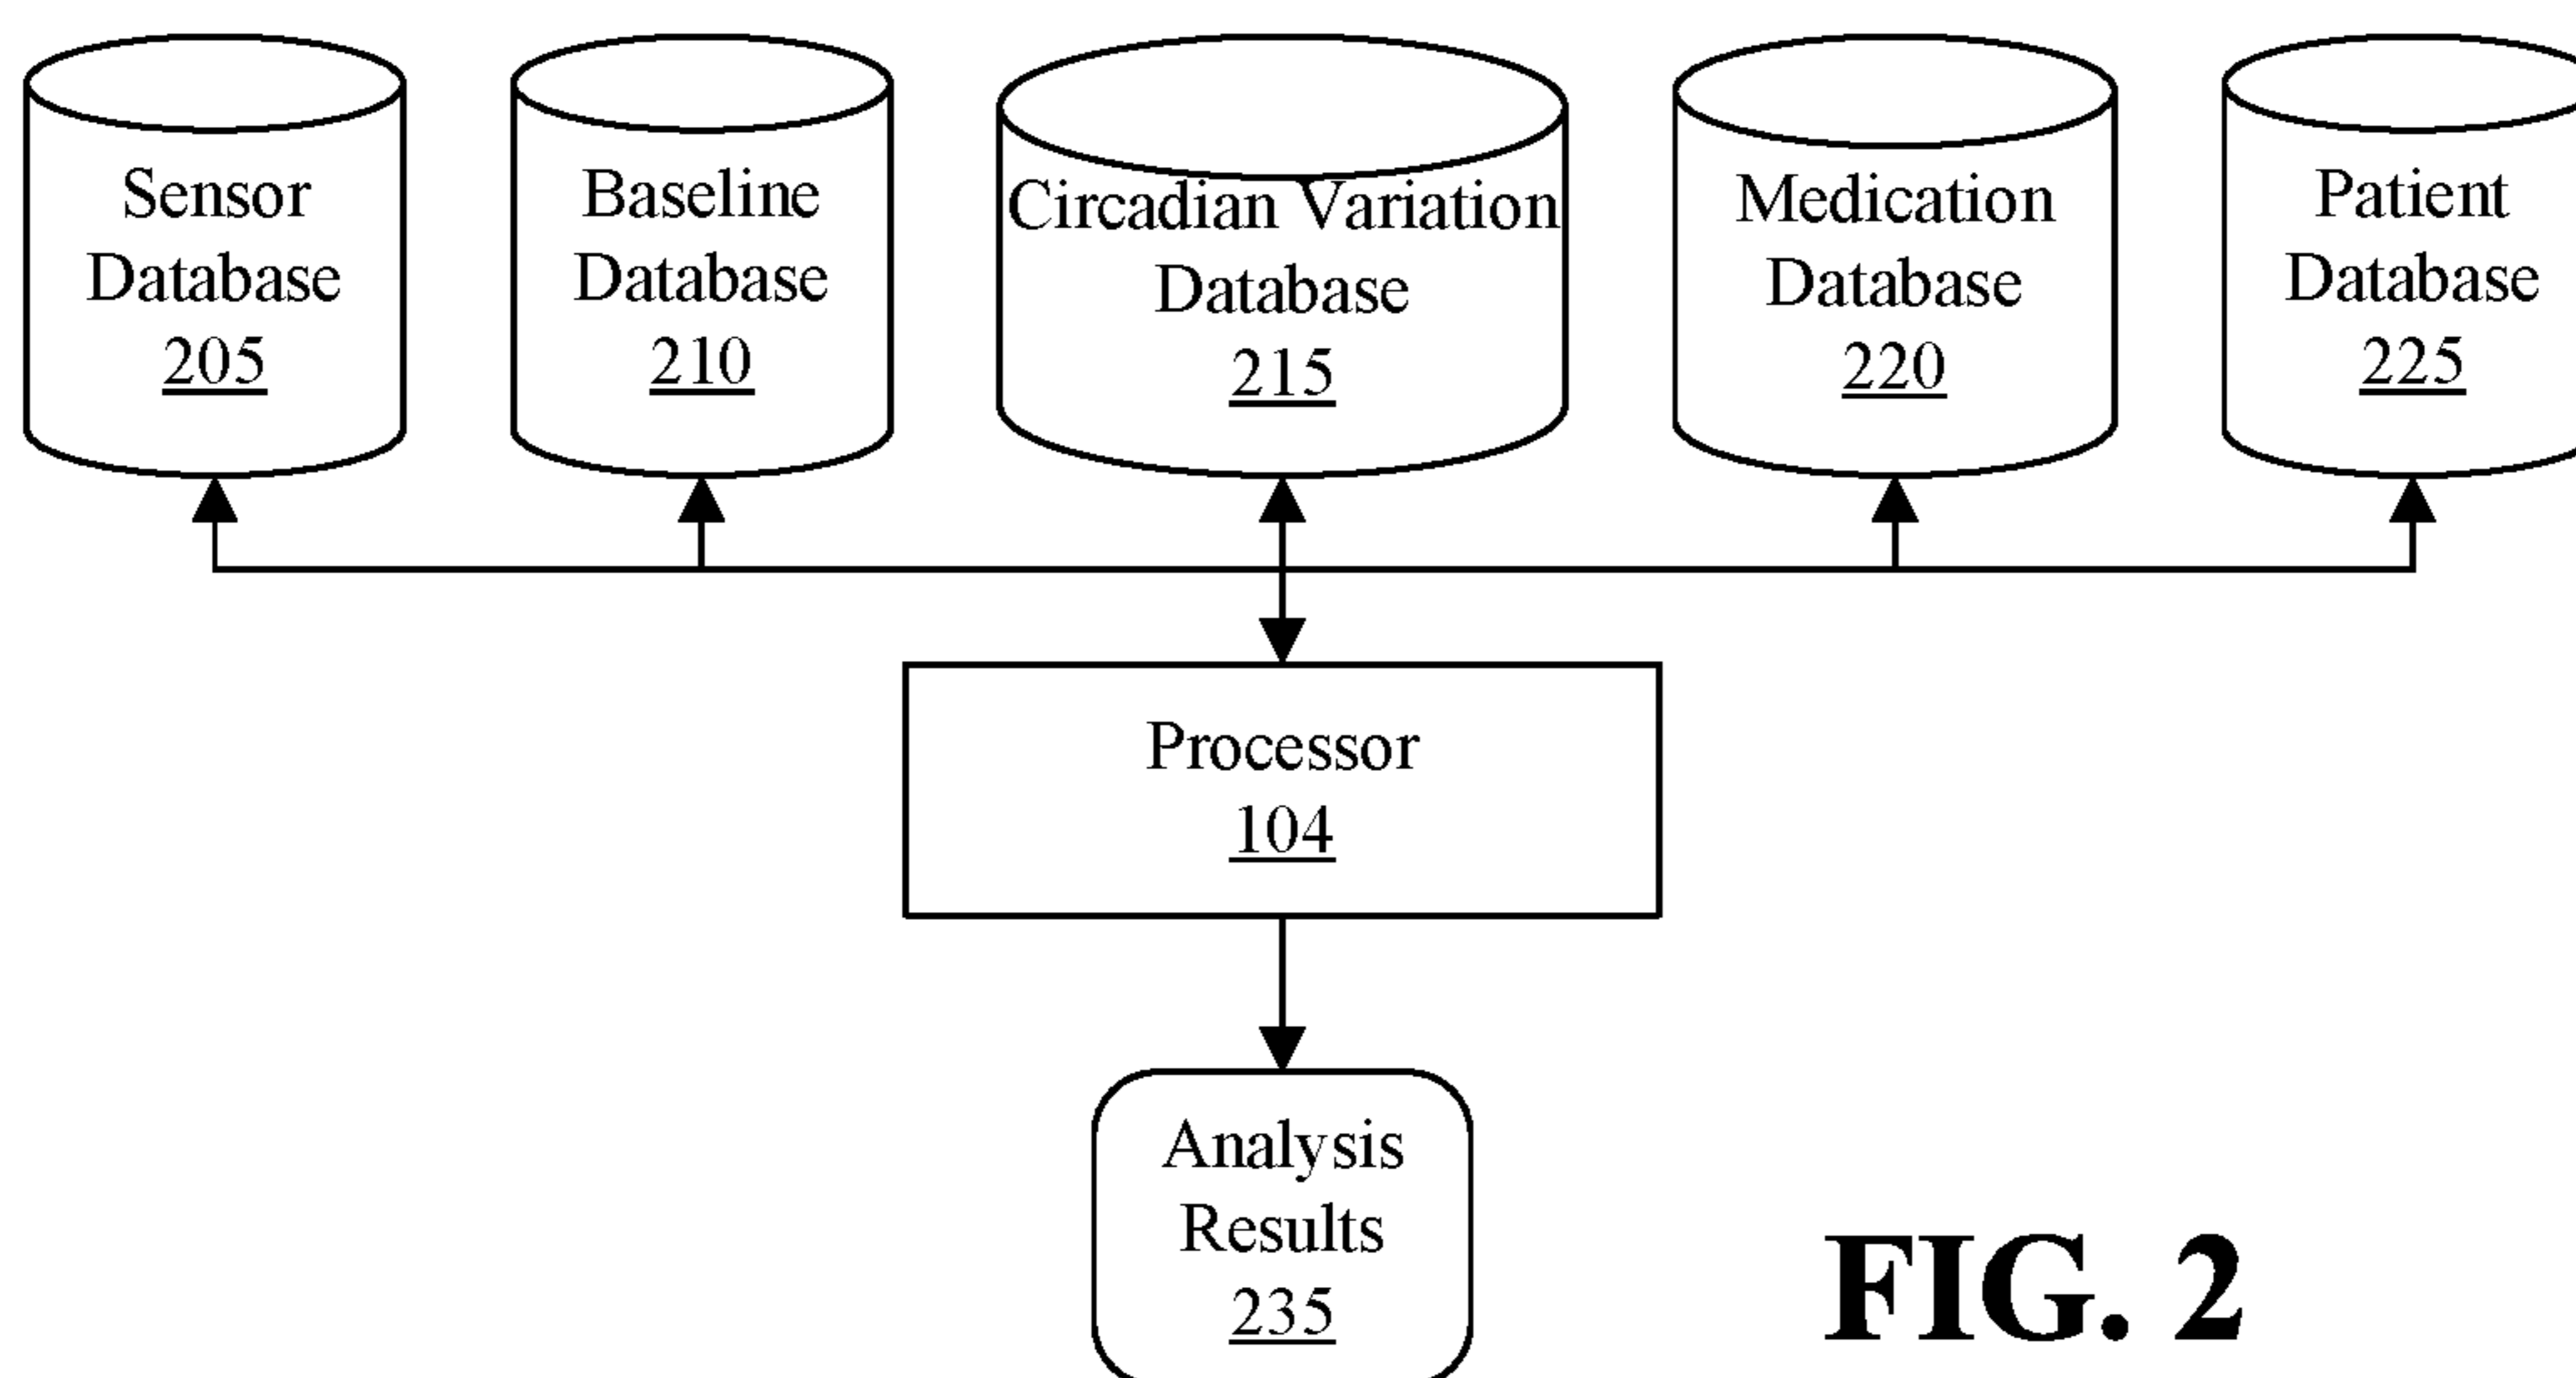 Sensor
Database
205
Baseline
Database
210
Circadian Variation
Database
215
Medication
Database
220
Patient
Database
225
Processor
104
Analysis
Results
235
FIG. 2